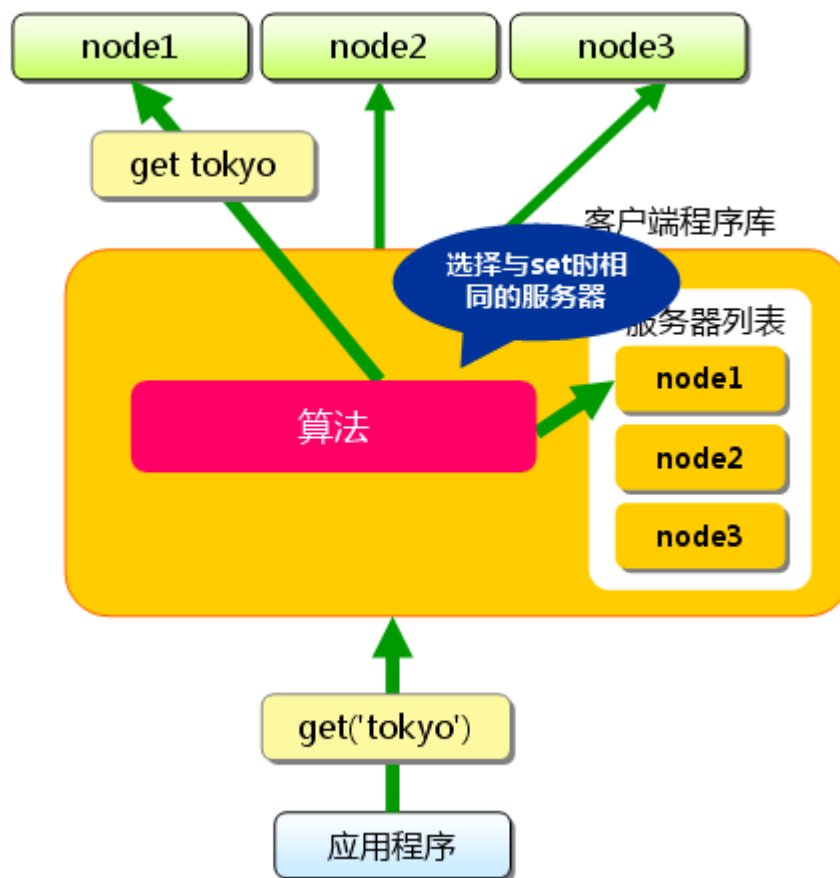 node1
node2
node3
get tokyo
客户端程序库
选择与set时相
同的服务器
服务器列表
node1
算法
node2
node3
get('tokyo')
应用程序